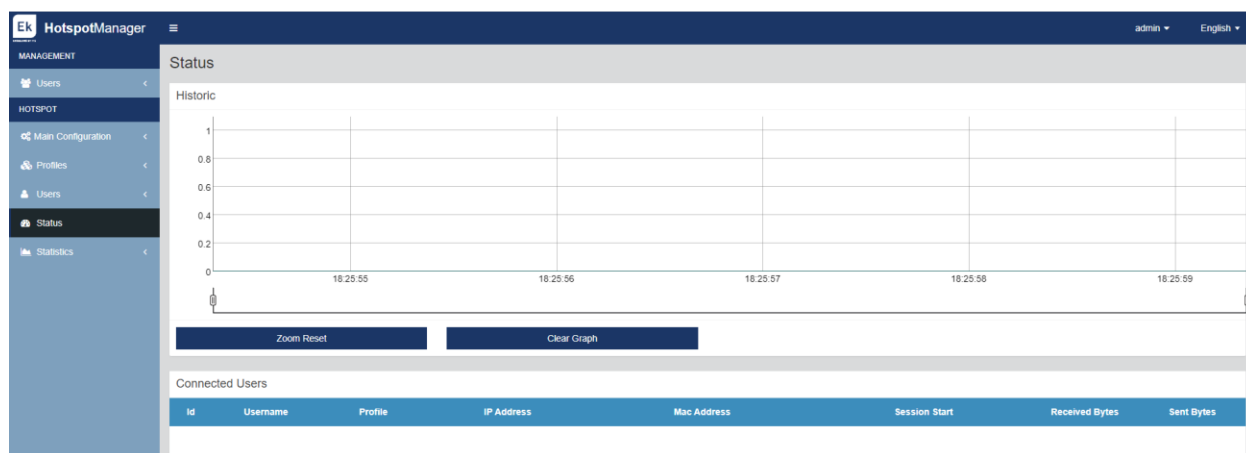 Ek HotspotManager admin English
MANAGEMENT
Users
HOTSPOT
Main Configuration
Profiles
Users
Status
Statistics
Status
Historic
1
0.8
0.6
0.4
0.2
0
18:25:55 18:25:56 18:25:57 18:25:58 18:25:59
Zoom Reset Clear Graph
Connected Users
Id Username Profile IP Address Mac Address Session Start Received Bytes Sent Bytes